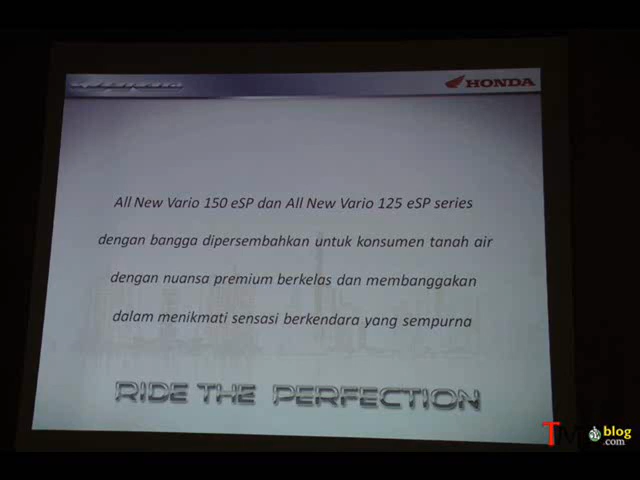 HONDA
All New Vario 150 eSP dan All New Vario 125 eSP series
dengan bangga dipersembahkan untuk konsumen tanah air
dengan nuansa premium berkelas dan membanggakan
dalam menikmati sensasi berkendara yang sempurna
RIDE THE PERFECTION
TMCblog
.com